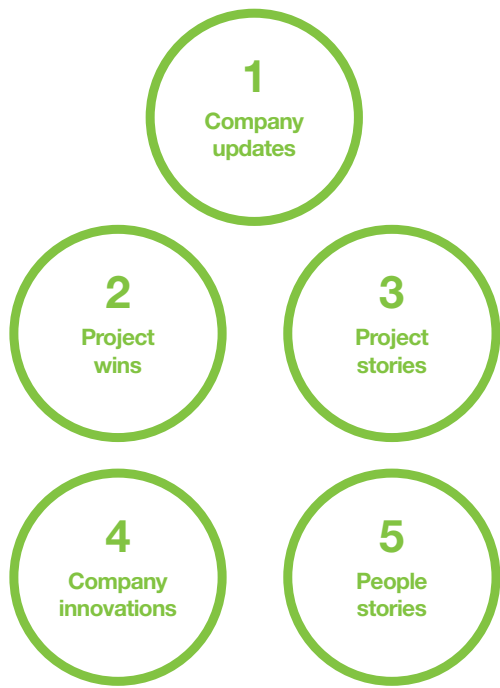 1
Company
updates
2
Project
wins
3
Project
stories
4
Company
innovations
5
People
stories